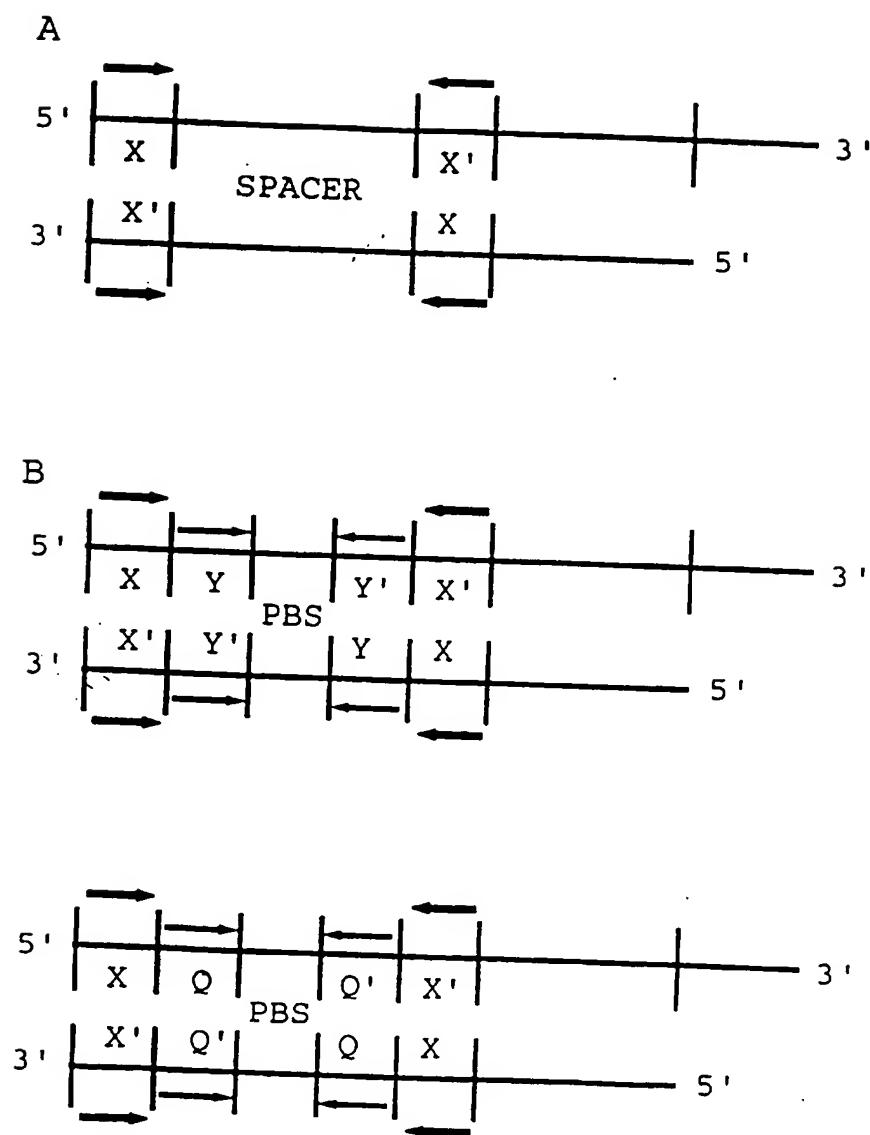 A
5' X X' 3'
SPACER
3' X' X 5'
B
5' X Y Y' X' 3'
PBS
3' X' Y' Y X 5'
5' X Q Q' X' 3'
PBS
3' X' Q' Q X 5'